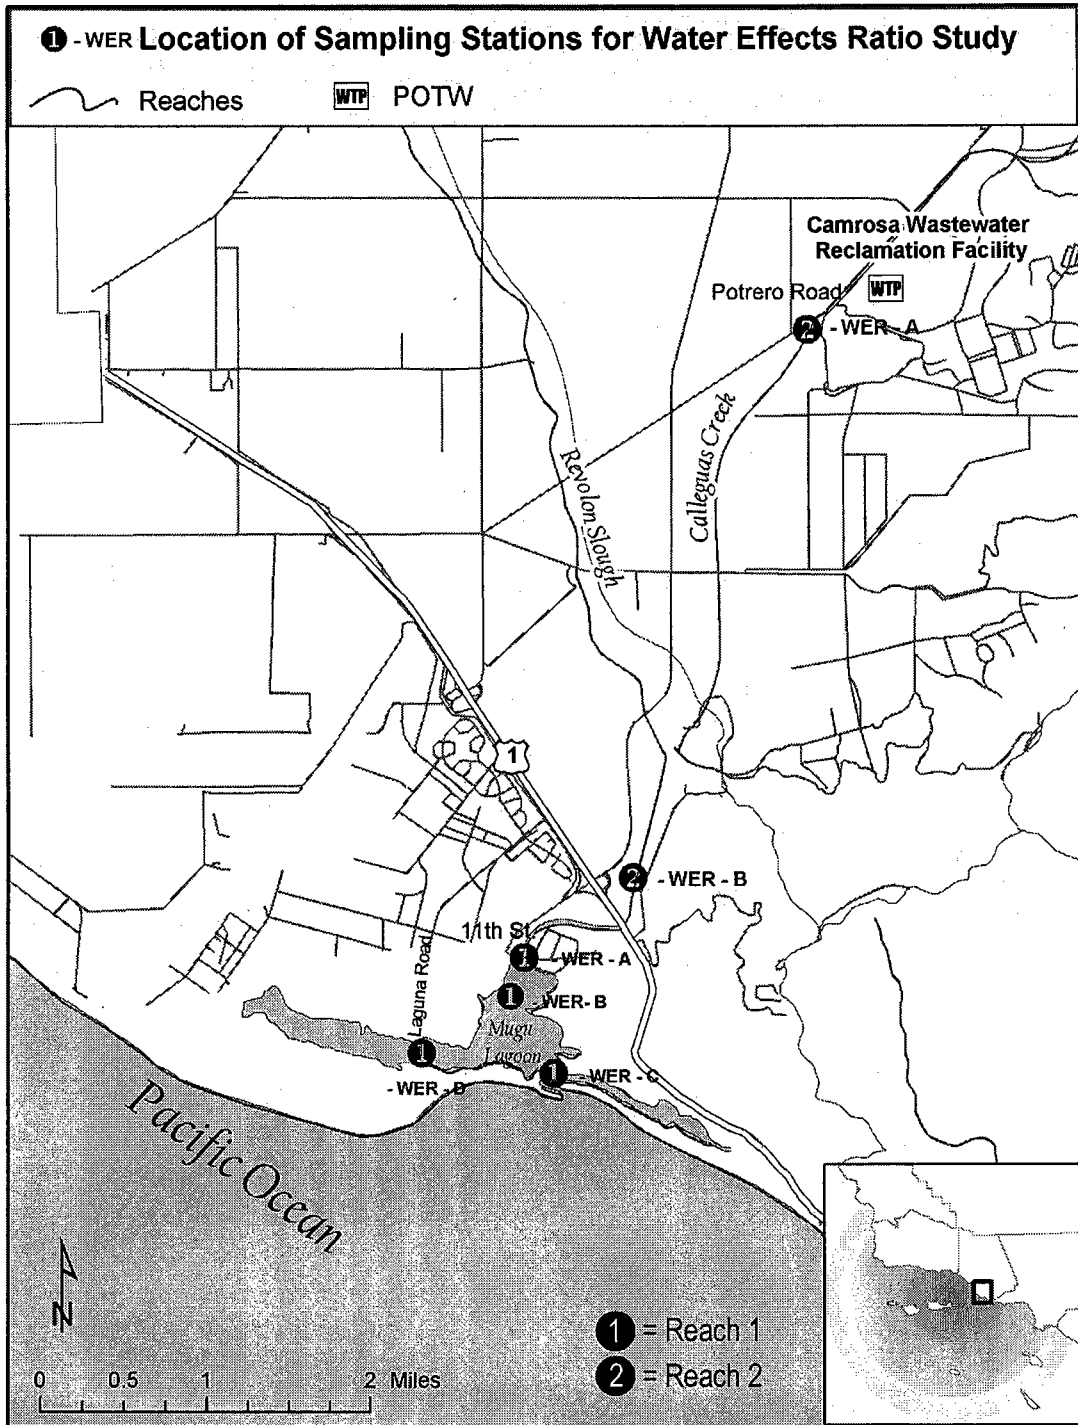 1 - WER Location of Sampling Stations for Water Effects Ratio Study
Reaches WTP POTW
Camrosa Wastewater
Reclamation Facility
Potrero Road WTP
2 - WER - A
Calleguas Creek
Revolon Slough
1
2 - WER - B
11th St.
1 - WER - A
Laguna Road
1 - WER - B
Mugu
Lagoon
1
- WER - D
1 - WER - C
Pacific Ocean
N
1 = Reach 1
2 = Reach 2
0 0.5 1 2 Miles